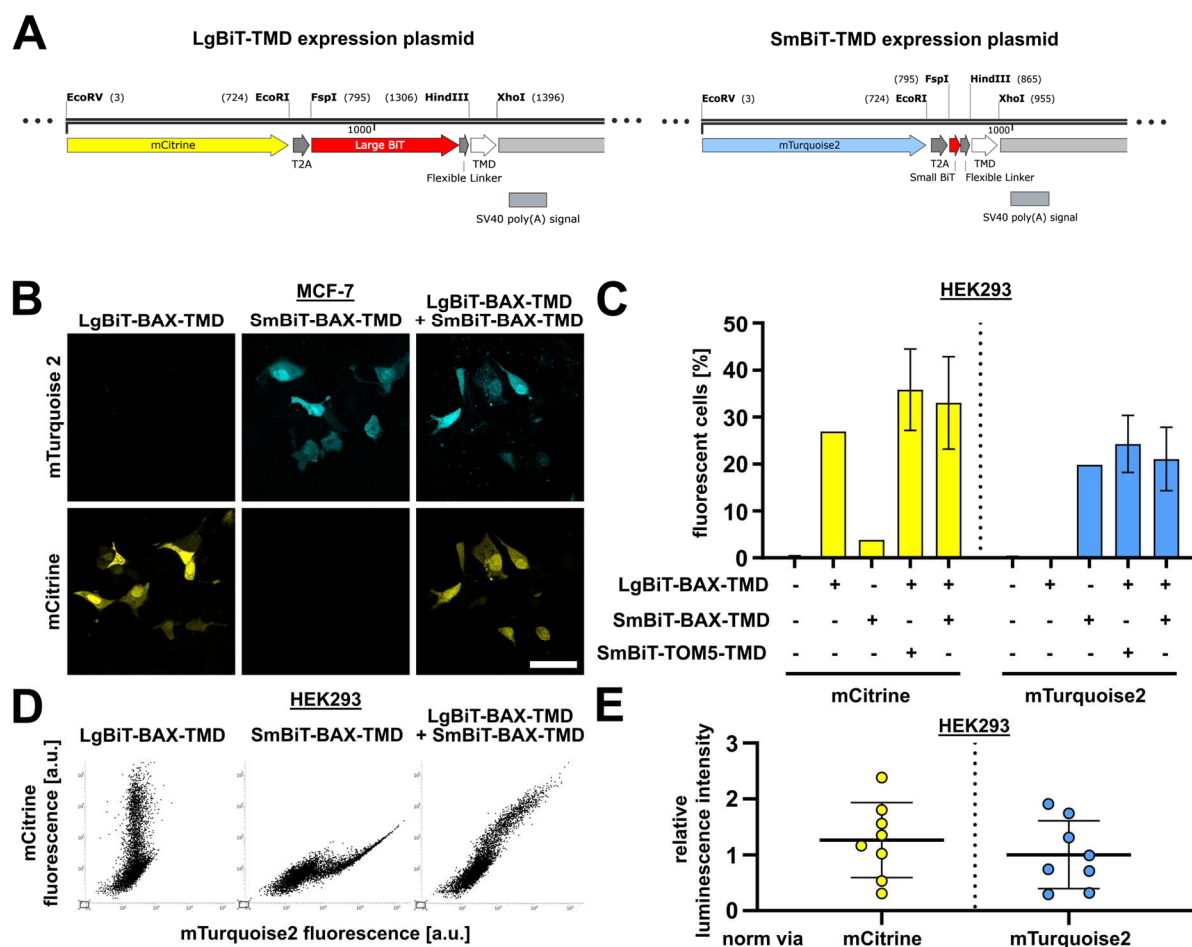 A
LgBiT-TMD expression plasmid
EcoRV (3) (724) EcoRI FspI (795) (1306) HindIII XhoI (1396)
1000
mCitrine Large BiT
T2A TMD
Flexible Linker
SV40 poly(A) signal
SmBiT-TMD expression plasmid
(795) FspI HindIII (865)
EcoRV (3) (724) EcoRI XhoI (955)
1000
mTurquoise2
T2A TMD
Small BiT Flexible Linker
SV40 poly(A) signal
B
MCF-7
LgBiT-BAX-TMD SmBiT-BAX-TMD LgBiT-BAX-TMD
+ SmBiT-BAX-TMD
mTurquoise 2
mCitrine
C
HEK293
fluorescent cells [%]
50
40
30
20
10
0
LgBiT-BAX-TMD - + - + + - + - + +
SmBiT-BAX-TMD - - + - + - - + - +
SmBiT-TOM5-TMD - - - + - - - - + -
mCitrine mTurquoise2
D
HEK293
LgBiT-BAX-TMD SmBiT-BAX-TMD LgBiT-BAX-TMD
+ SmBiT-BAX-TMD
mCitrine
fluorescence [a.u.]
mTurquoise2 fluorescence [a.u.]
E
HEK293
relative
luminescence intensity
3
2
1
0
norm via mCitrine mTurquoise2